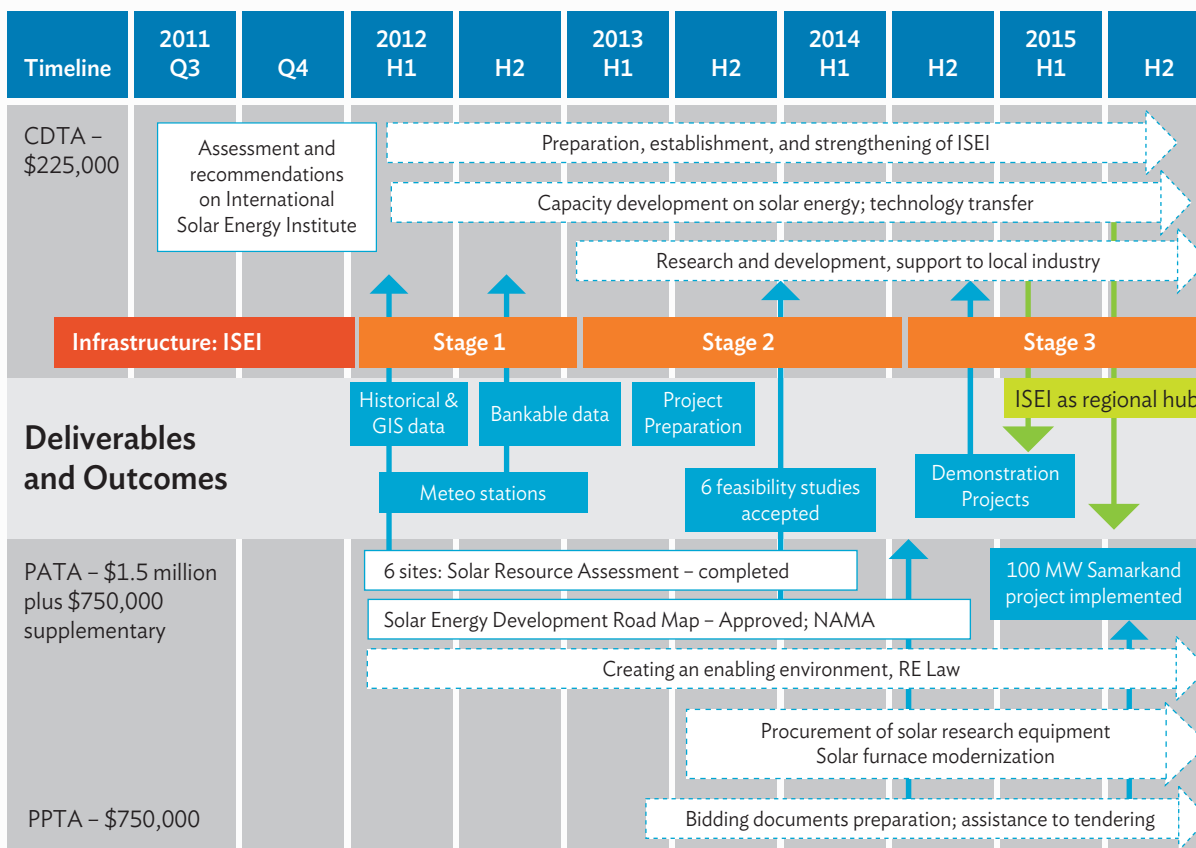 Timeline
2011
Q3
Q4
2012
H1
H2
2013
H1
H2
2014
H1
H2
2015
H1
H2
CDTA –
$225,000
Assessment and
recommendations
on International
Solar Energy Institute
Preparation, establishment, and strengthening of ISEI
Capacity development on solar energy; technology transfer
Research and development, support to local industry
Infrastructure: ISEI
Stage 1
Stage 2
Stage 3
Deliverables
and Outcomes
Historical &
GIS data
Bankable data
Project
Preparation
ISEI as regional hub
Meteo stations
6 feasibility studies
accepted
Demonstration
Projects
PATA – $1.5 million
plus $750,000
supplementary
6 sites: Solar Resource Assessment – completed
100 MW Samarkand
project implemented
Solar Energy Development Road Map – Approved; NAMA
Creating an enabling environment, RE Law
Procurement of solar research equipment
Solar furnace modernization
PPTA – $750,000
Bidding documents preparation; assistance to tendering